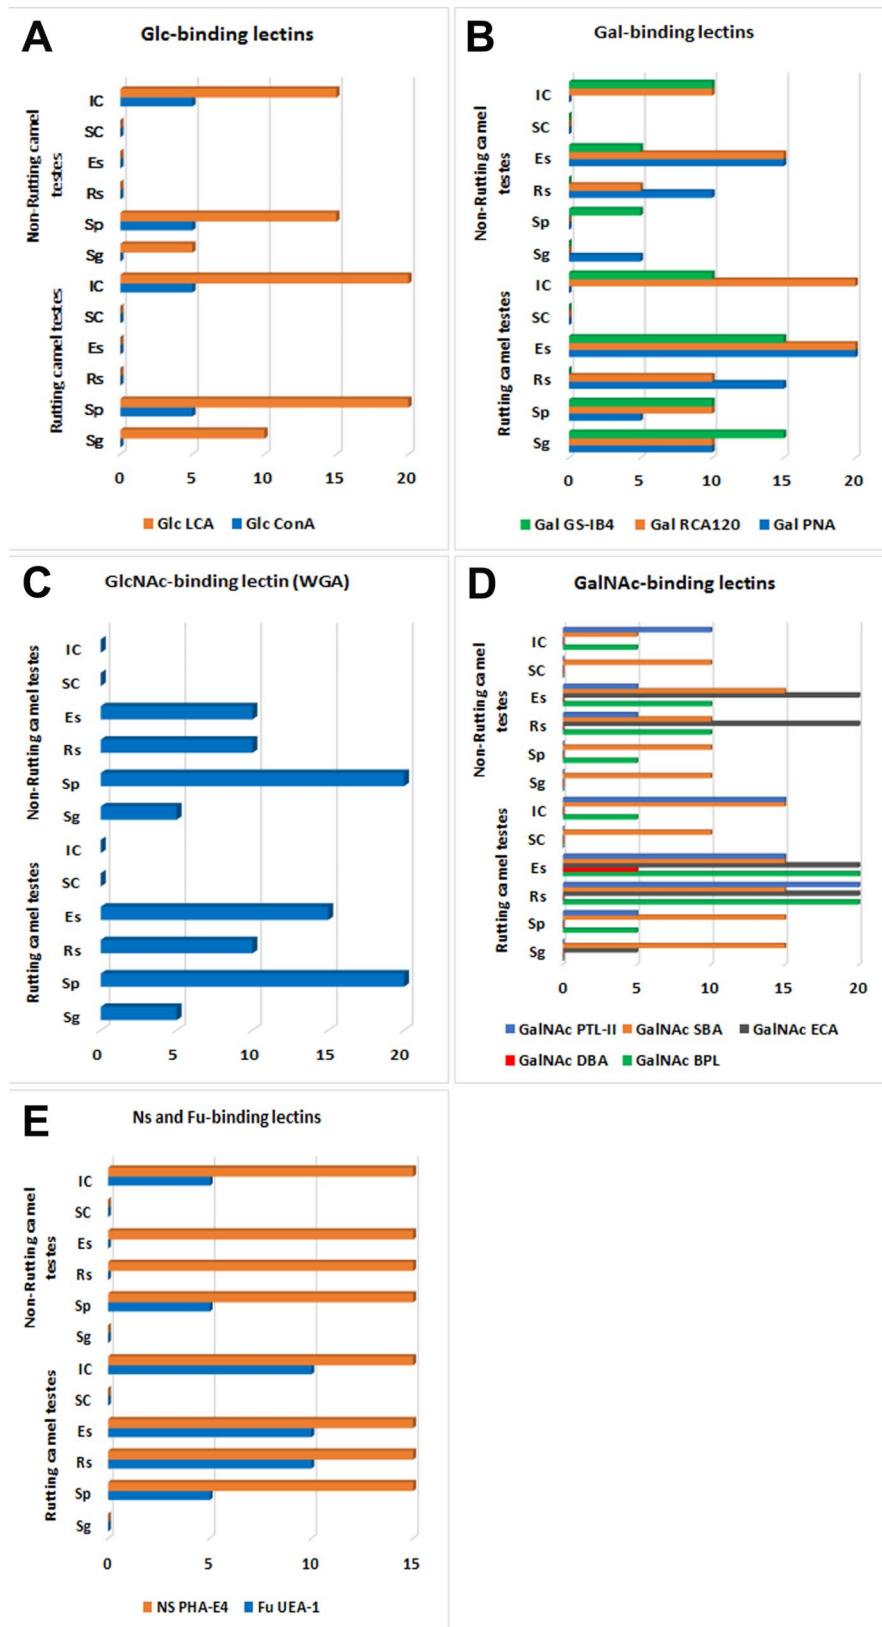 A
Glc-binding lectins
Non-Rutting camel
testes
Rutting camel testes
IC
SC
Es
Rs
Sp
Sg
IC
SC
Es
Rs
Sp
Sg
0 5 10 15 20
Glc LCA Glc ConA
B
Gal-binding lectins
Non-Rutting camel
testes
Rutting camel testes
IC
SC
Es
Rs
Sp
Sg
IC
SC
Es
Rs
Sp
Sg
0 5 10 15 20
Gal GS-IB4 Gal RCA120 Gal PNA
C
GlcNAc-binding lectin (WGA)
Non-Rutting camel testes
Rutting camel testes
IC
SC
Es
Rs
Sp
Sg
IC
SC
Es
Rs
Sp
Sg
0 5 10 15 20
D
GalNAc-binding lectins
Non-Rutting camel
testes
Rutting camel testes
IC
SC
Es
Rs
Sp
Sg
IC
SC
Es
Rs
Sp
Sg
0 5 10 15 20
GalNAc PTL-II GalNAc SBA GalNAc ECA
GalNAc DBA GalNAc BPL
E
Ns and Fu-binding lectins
Non-Rutting camel
testes
Rutting camel testes
IC
SC
Es
Rs
Sp
Sg
IC
SC
Es
Rs
Sp
Sg
0 5 10 15
NS PHA-E4 Fu UEA-1